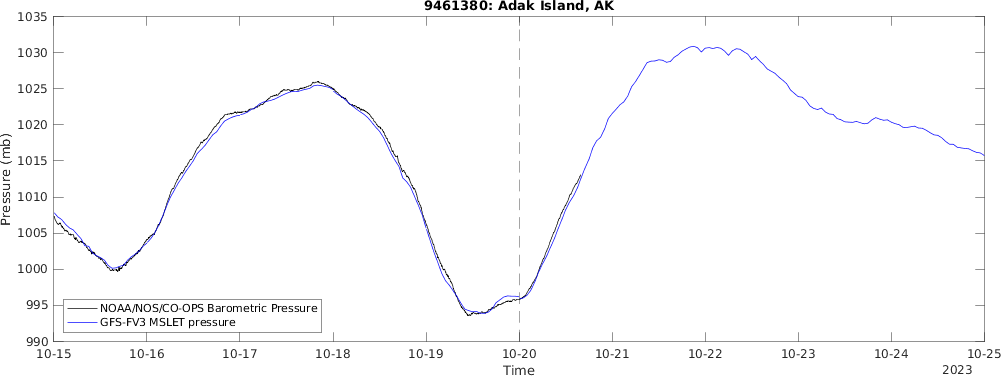 9461380: Adak Island, AK
Pressure (mb)
1035
1030
1025
1020
1015
1010
1005
1000
995
990
NOAA/NOS/CO-OPS Barometric Pressure
GFS-FV3 MSLET pressure
10-15 10-16 10-17 10-18 10-19 10-20 10-21 10-22 10-23 10-24 10-25
Time
2023